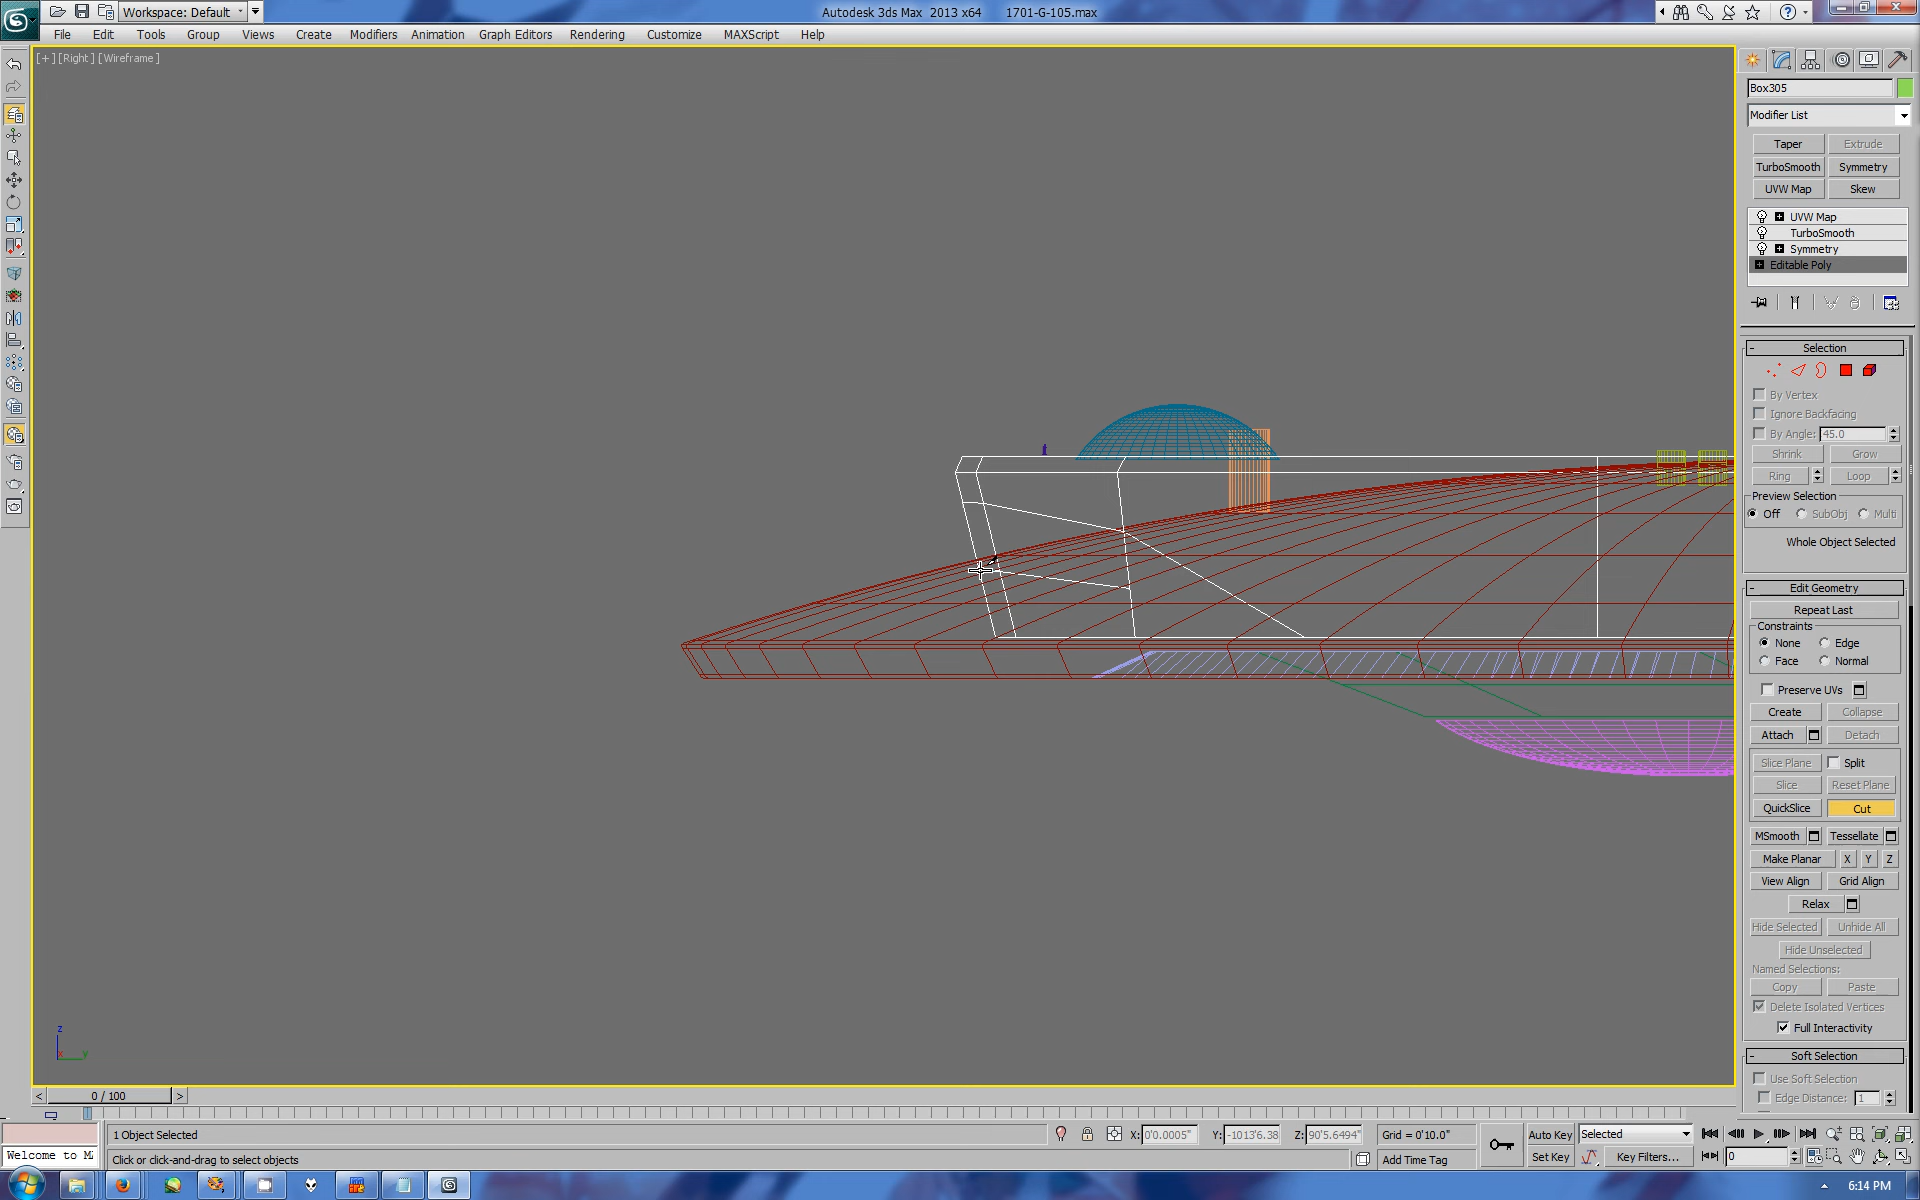 Workspace: Default
Autodesk 3ds Max 2013 x64 1701-G-105.max
File Edit Tools Group Views Create Modifiers Animation Graph Editors Rendering Customize MAXScript Help
[+] [Right] [Wireframe]
Box305
Modifier List
Taper Extrude
TurboSmooth Symmetry
UVW Map Skew
UVW Map
TurboSmooth
Symmetry
Editable Poly
- Selection
By Vertex
Ignore Backfacing
By Angle: 45.0
Shrink Grow
Ring Loop
Preview Selection
Off SubObj Multi
Whole Object Selected
- Edit Geometry
Repeat Last
Constraints
None Edge
Face Normal
Preserve UVs
Create Collapse
Attach Detach
Slice Plane Split
Slice Reset Plane
QuickSlice Cut
MSmooth Tessellate
Make Planar X Y Z
View Align Grid Align
Relax
Hide Selected Unhide All
Hide Unselected
Named Selections:
Copy Paste
Delete Isolated Vertices
Full Interactivity
- Soft Selection
Use Soft Selection
Edge Distance: 1
z
x y
< 0 / 100 >
1 Object Selected X: 0'0.0005" Y: -1013'6.38 Z: 90'5.6494" Grid = 0'10.0" Auto Key Selected
Welcome to M Click or click-and-drag to select objects Add Time Tag Set Key Key Filters... 0
6:14 PM